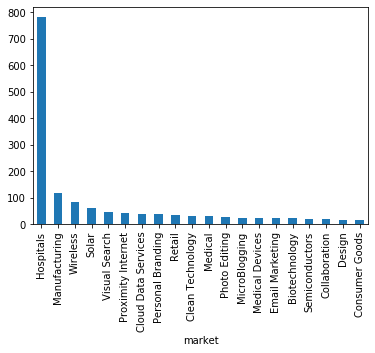 800
700
600
500
400
300
200
100
0
Hospitals
Manufacturing
Wireless
Solar
Visual Search
Proximity Internet
Cloud Data Services
Personal Branding
Retail
Clean Technology
Medical
Photo Editing
MicroBlogging
Medical Devices
Email Marketing
Biotechnology
Semiconductors
Collaboration
Design
Consumer Goods
market